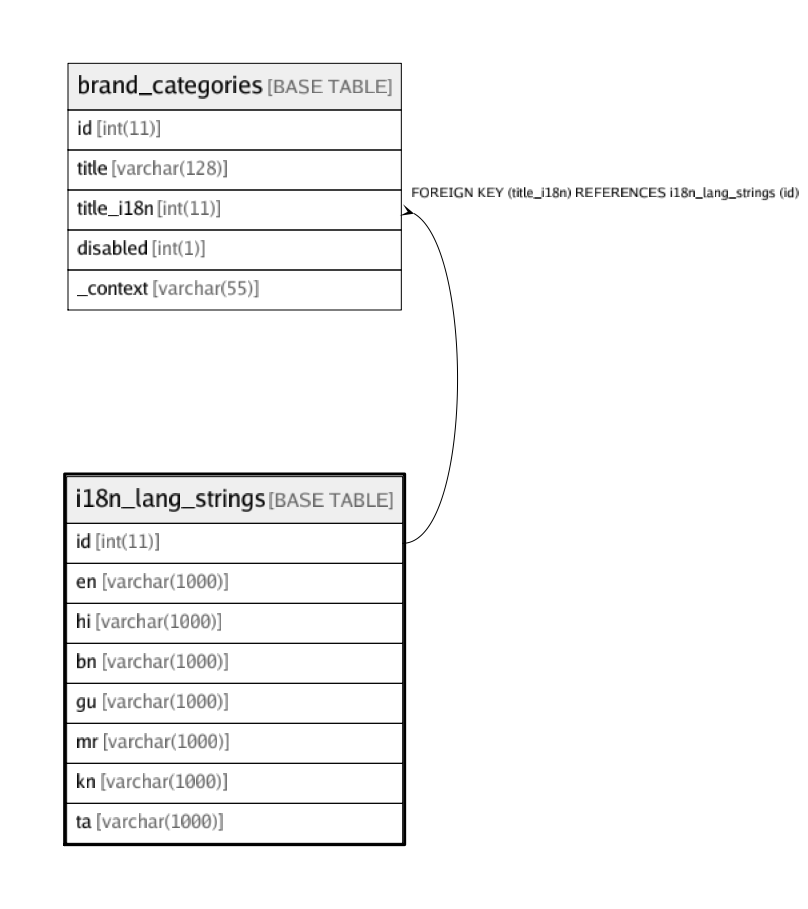 brand_categories [BASE TABLE]
id [int(11)]
title [varchar(128)]
title_i18n [int(11)]
FOREIGN KEY (title_i18n) REFERENCES i18n_lang_strings (id)
disabled [int(1)]
_context [varchar(55)]
i18n_lang_strings [BASE TABLE]
id [int(11)]
en [varchar(1000)]
hi [varchar(1000)]
bn [varchar(1000)]
gu [varchar(1000)]
mr [varchar(1000)]
kn [varchar(1000)]
ta [varchar(1000)]